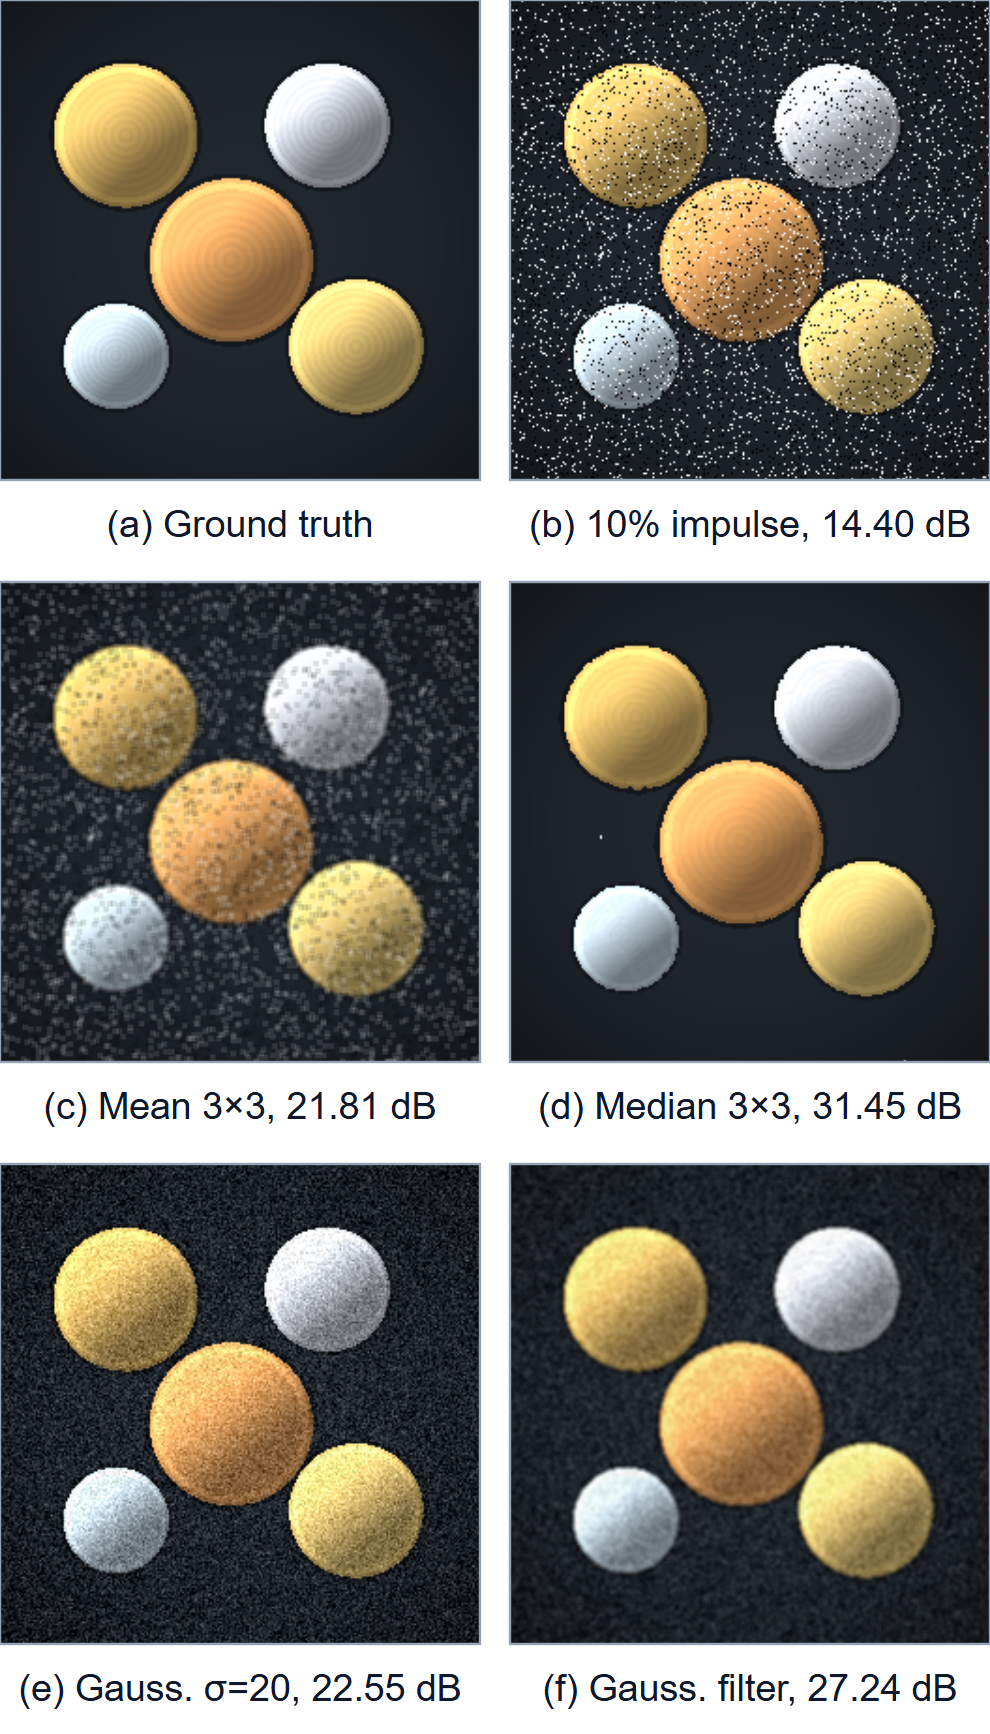 (a) Ground truth
(b) 10% impulse, 14.40 dB
(c) Mean 3×3, 21.81 dB
(d) Median 3×3, 31.45 dB
(e) Gauss. σ=20, 22.55 dB
(f) Gauss. filter, 27.24 dB